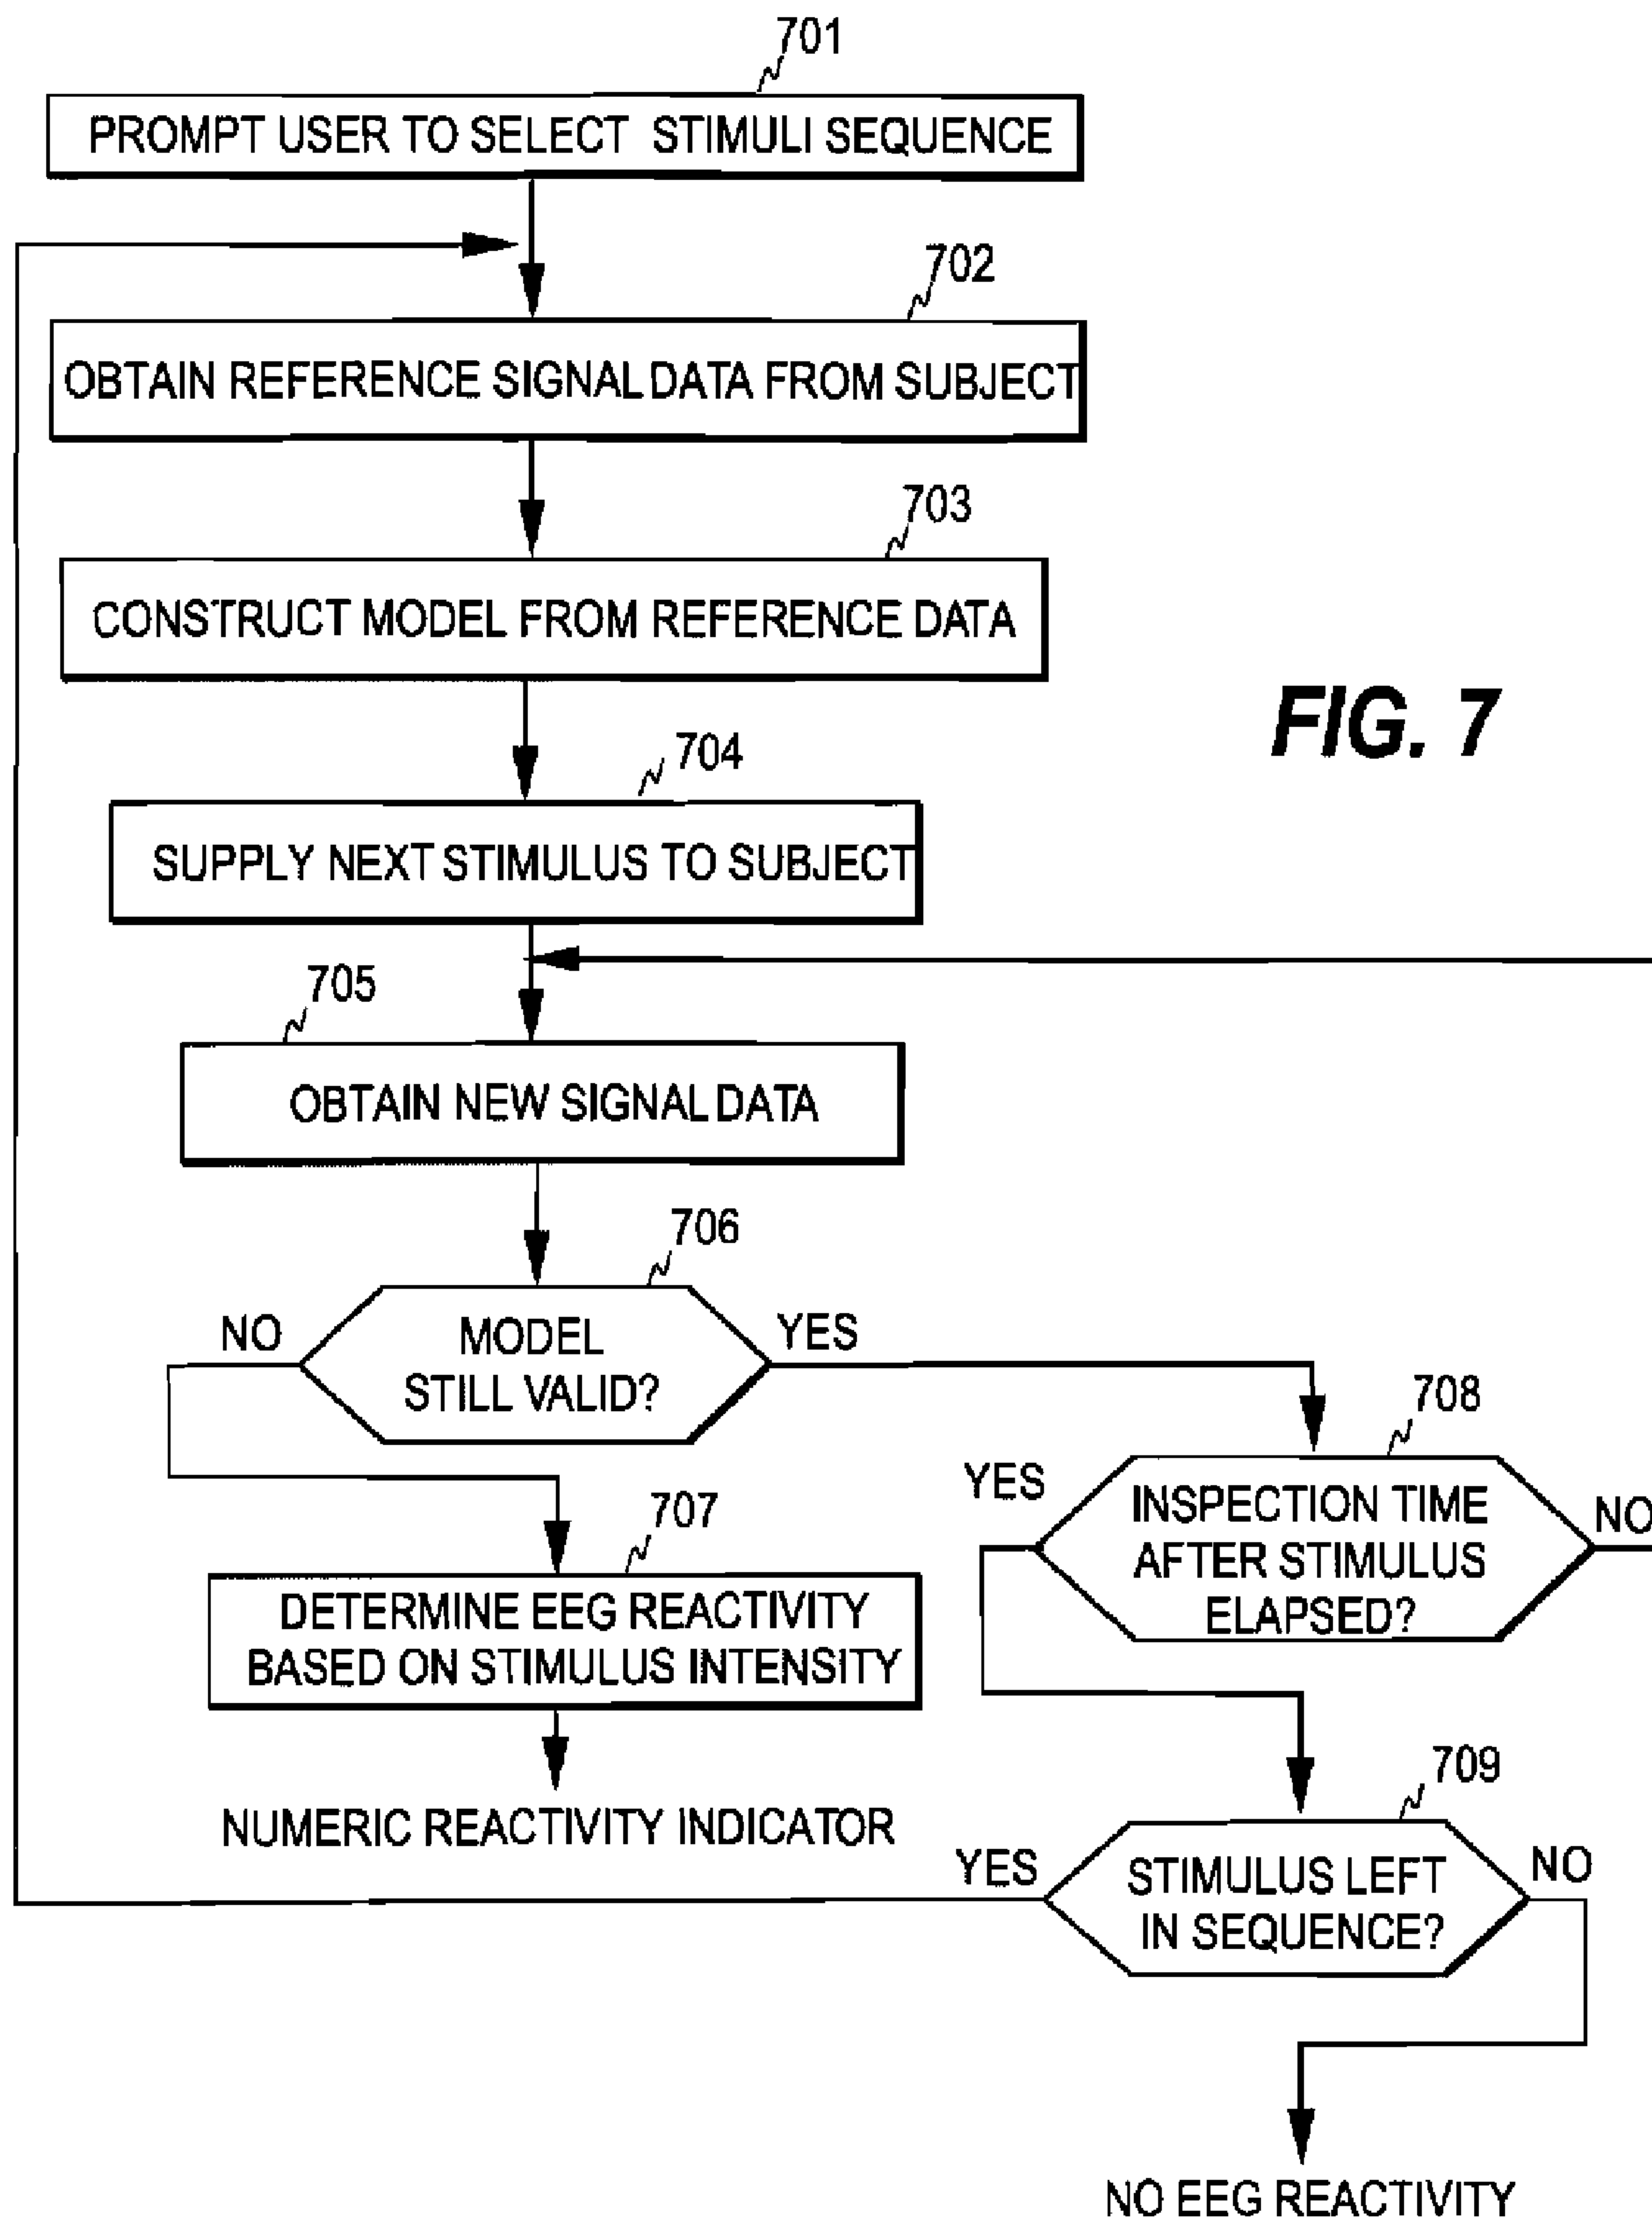 701
PROMPT USER TO SELECT STIMULI SEQUENCE
702
OBTAIN REFERENCE SIGNAL DATA FROM SUBJECT
703
CONSTRUCT MODEL FROM REFERENCE DATA
FIG. 7
704
SUPPLY NEXT STIMULUS TO SUBJECT
705
OBTAIN NEW SIGNAL DATA
706
NO
MODEL
STILL VALID?
YES
708
YES
INSPECTION TIME
AFTER STIMULUS
ELAPSED?
NO
707
DETERMINE EEG REACTIVITY
BASED ON STIMULUS INTENSITY
NUMERIC REACTIVITY INDICATOR
709
YES
STIMULUS LEFT
IN SEQUENCE?
NO
NO EEG REACTIVITY